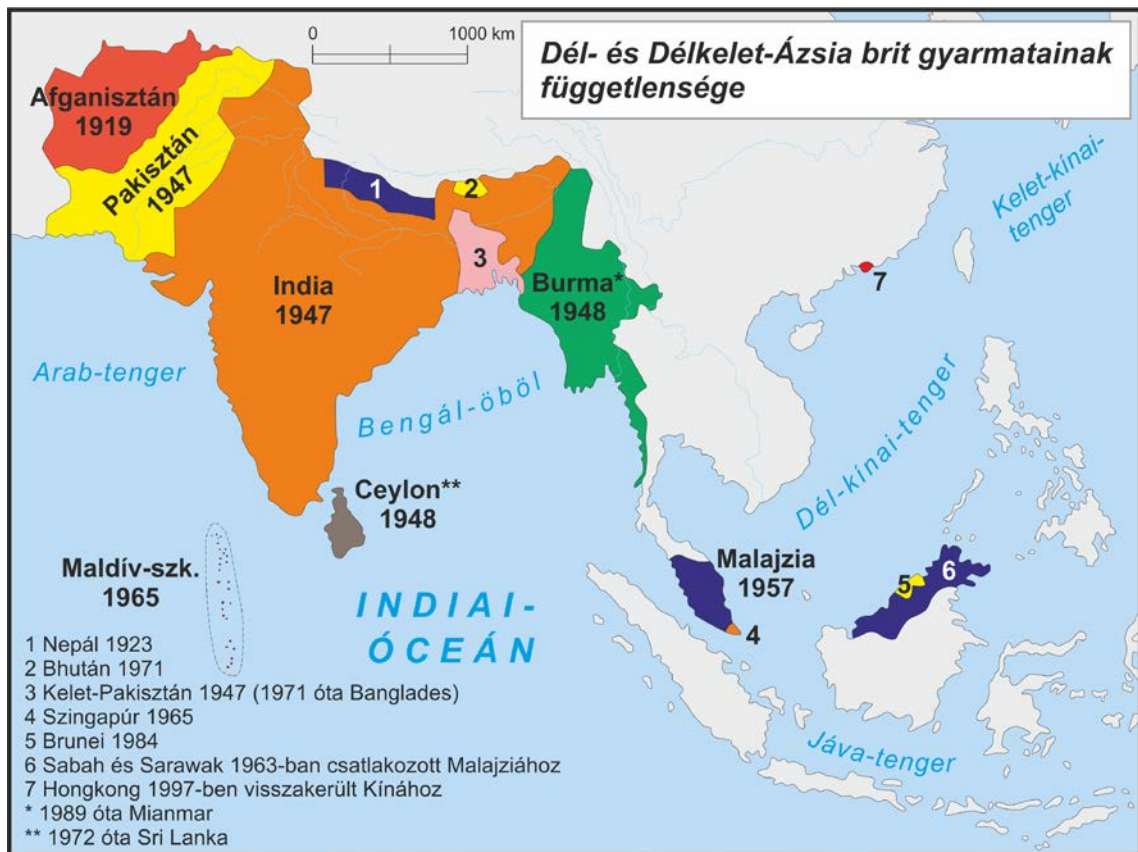 0 1000 km
Dél- és Délkelet-Ázsia brit gyarmatainak
függetlensége
Afganisztán
1919
Pakisztán
1947
1
2
3
India
1947
Burma*
1948
7
Kelet-kínai-
tenger
Arab-tenger
Bengál-öböl
Dél-kínai-tenger
Ceylon**
1948
Maldív-szk.
1965
Malajzia
1957
4
5
6
INDIAI-
ÓCEÁN
Jáva-tenger
1 Nepál 1923
2 Bhután 1971
3 Kelet-Pakisztán 1947 (1971 óta Banglades)
4 Szingapúr 1965
5 Brunei 1984
6 Sabah és Sarawak 1963-ban csatlakozott Malajziához
7 Hongkong 1997-ben visszakerült Kínához
* 1989 óta Mianmar
** 1972 óta Sri Lanka